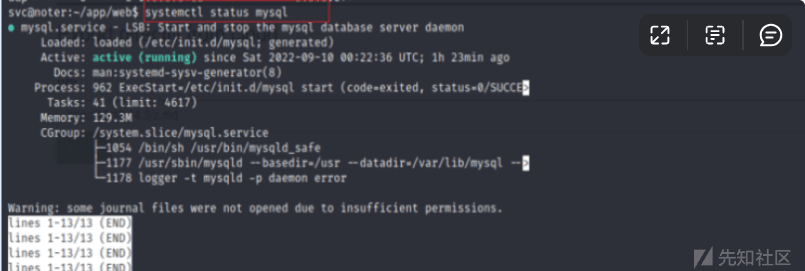 svc@noter:~/app/web$ systemctl status mysql
● mysql.service - LSB: Start and stop the mysql database server daemon
Loaded: loaded (/etc/init.d/mysql; generated)
Active: active (running) since Sat 2022-09-10 00:22:36 UTC; 1h 23min ago
Docs: man:systemd-sysv-generator(8)
Process: 962 ExecStart=/etc/init.d/mysql start (code=exited, status=0/SUCCE>
Tasks: 41 (limit: 4617)
Memory: 129.3M
CGroup: /system.slice/mysql.service
├─1054 /bin/sh /usr/bin/mysqld_safe
├─1177 /usr/sbin/mysqld --basedir=/usr --datadir=/var/lib/mysql -->
└─1178 logger -t mysqld -p daemon error
Warning: some journal files were not opened due to insufficient permissions.
lines 1-13/13 (END)
lines 1-13/13 (END)
lines 1-13/13 (END)
lines 1-13/13 (END)
先知社区